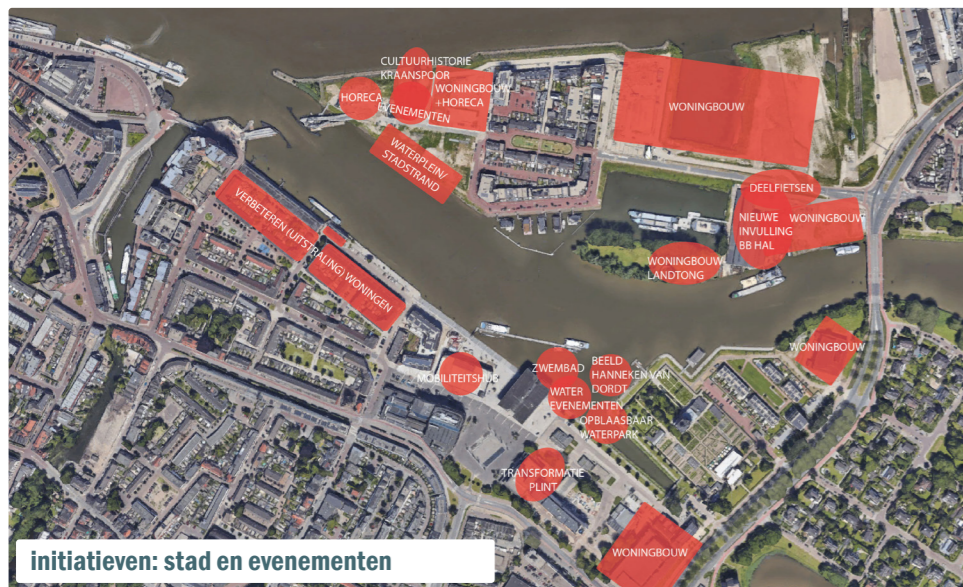 CULTUURHISTORIE
KRAANSPOOR
HORECA
WONINGBOUW
+HORECA
EVENEMENTEN
WONINGBOUW
WATERPLEIN/
STADSTRAND
DEELFIETSEN
VERBETEREN (UITSTRALING) WONINGEN
NIEUWE
INVULLING
BB HAL
WONINGBOUW
WONINGBOUW
LANDTONG
WONINGBOUW
MOBILITEITSHUB
ZWEMBAD
BEELD
HANNEKEN VAN
DORDT
WATER
EVENEMENTEN
OPBLAASBAAR
WATERPARK
TRANSFORMATIE
PLINT
WONINGBOUW
initiatieven: stad en evenementen